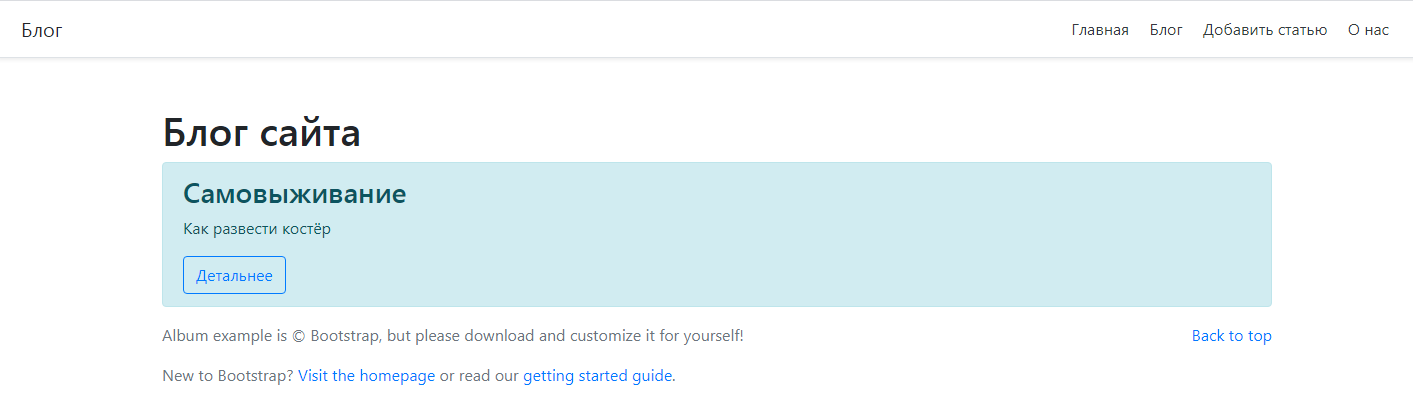 Блог Главная Блог Добавить статью О нас
Блог сайта
Самовыживание
Как развести костёр
Детальнее
Album example is © Bootstrap, but please download and customize it for yourself! Back to top
New to Bootstrap? Visit the homepage or read our getting started guide.